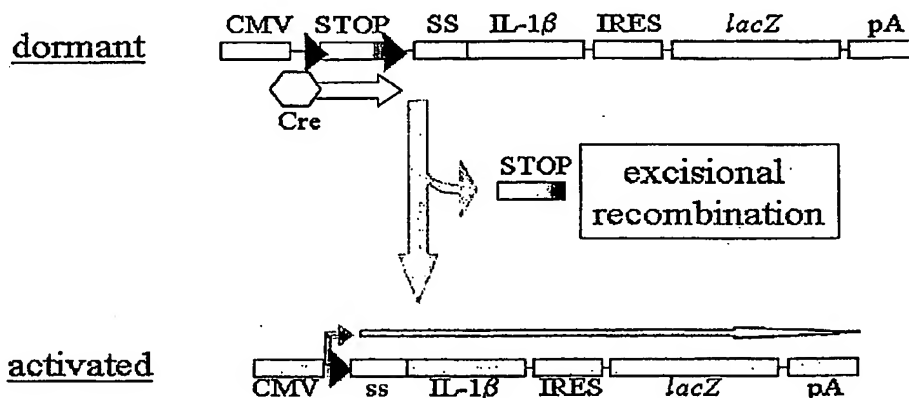 CMV STOP SS IL-1β IRES lacZ pA
dormant
Cre
STOP
excisional
recombination
activated
CMV ss IL-1β IRES lacZ pA